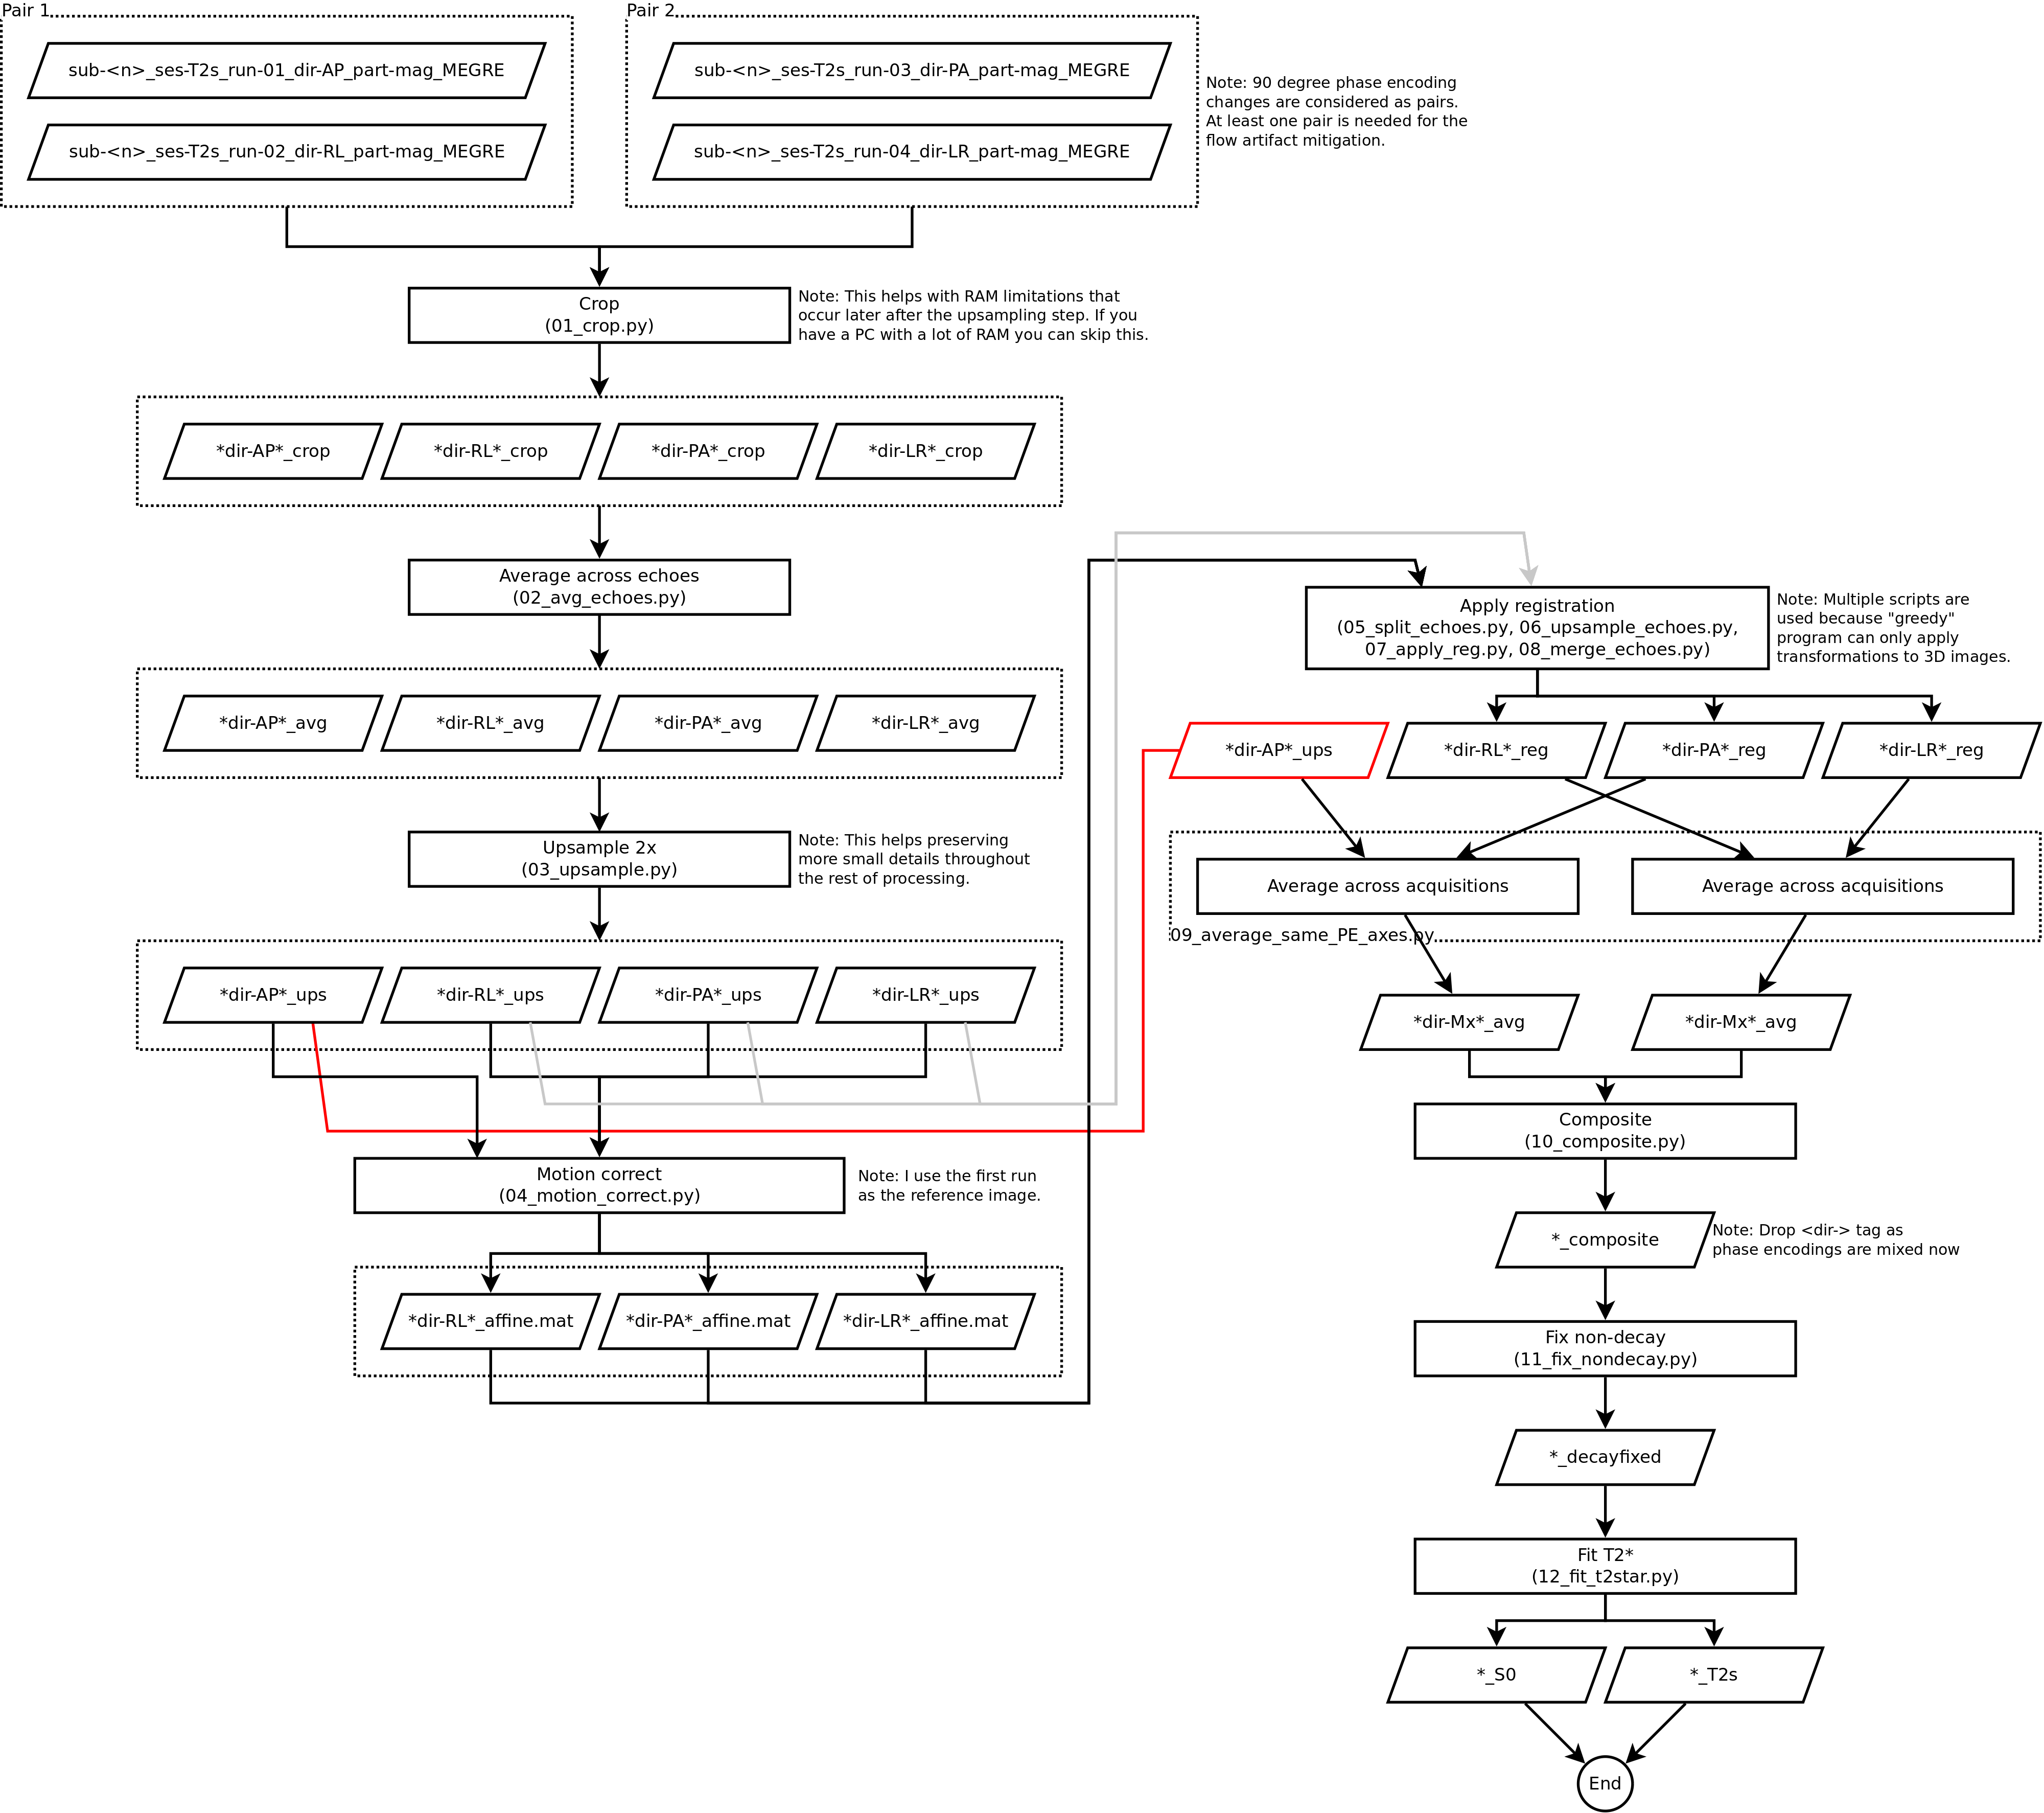 Pair 1
sub-<n>_ses-T2s_run-01_dir-AP_part-mag_MEGRE
sub-<n>_ses-T2s_run-02_dir-RL_part-mag_MEGRE
Pair 2
sub-<n>_ses-T2s_run-03_dir-PA_part-mag_MEGRE
sub-<n>_ses-T2s_run-04_dir-LR_part-mag_MEGRE
Note: 90 degree phase encoding
changes are considered as pairs.
At least one pair is needed for the
flow artifact mitigation.
Crop
(01_crop.py)
Note: This helps with RAM limitations that
occur later after the upsampling step. If you
have a PC with a lot of RAM you can skip this.
*dir-AP*_crop
*dir-RL*_crop
*dir-PA*_crop
*dir-LR*_crop
Average across echoes
(02_avg_echoes.py)
*dir-AP*_avg
*dir-RL*_avg
*dir-PA*_avg
*dir-LR*_avg
Upsample 2x
(03_upsample.py)
Note: This helps preserving
more small details throughout
the rest of processing.
*dir-AP*_ups
*dir-RL*_ups
*dir-PA*_ups
*dir-LR*_ups
Motion correct
(04_motion_correct.py)
Note: I use the first run
as the reference image.
*dir-RL*_affine.mat
*dir-PA*_affine.mat
*dir-LR*_affine.mat
Apply registration
(05_split_echoes.py, 06_upsample_echoes.py,
07_apply_reg.py, 08_merge_echoes.py)
Note: Multiple scripts are
used because "greedy"
program can only apply
transformations to 3D images.
*dir-AP*_ups
*dir-RL*_reg
*dir-PA*_reg
*dir-LR*_reg
Average across acquisitions
Average across acquisitions
09_average_same_PE_axes.py
*dir-Mx*_avg
*dir-Mx*_avg
Composite
(10_composite.py)
*_composite
Note: Drop <dir-> tag as
phase encodings are mixed now
Fix non-decay
(11_fix_nondecay.py)
*_decayfixed
Fit T2*
(12_fit_t2star.py)
*_S0
*_T2s
End